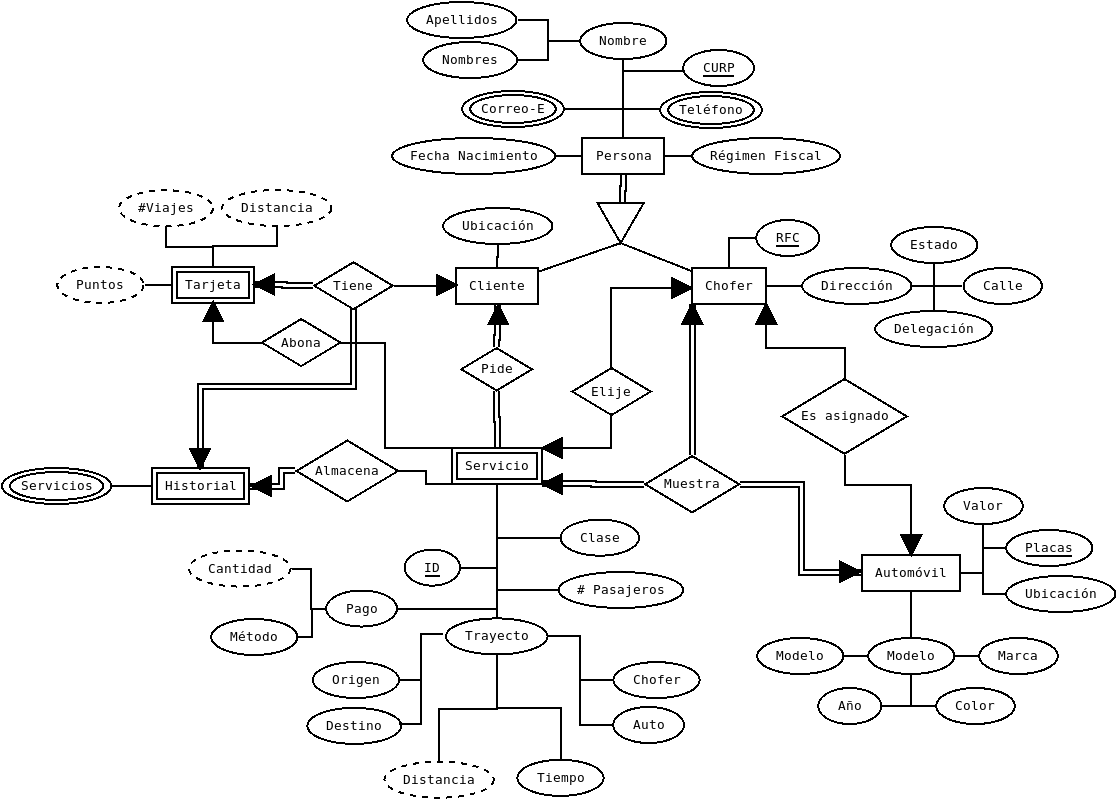 Apellidos
Nombre
Nombres
CURP
Correo-E
Teléfono
Fecha Nacimiento
Persona
Régimen Fiscal
#Viajes
Distancia
Ubicación
RFC
Estado
Puntos
Tarjeta
Tiene
Cliente
Chofer
Dirección
Calle
Delegación
Abona
Pide
Elije
Es asignado
Servicios
Historial
Almacena
Servicio
Muestra
Valor
Clase
Placas
Cantidad
ID
Automóvil
# Pasajeros
Ubicación
Pago
Método
Trayecto
Modelo
Modelo
Marca
Origen
Chofer
Año
Color
Destino
Auto
Distancia
Tiempo